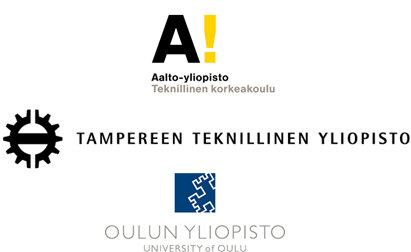 A!
Aalto-yliopisto
Teknillinen korkeakoulu
TAMPEREEN TEKNILLINEN YLIOPISTO
OULUN YLIOPISTO
UNIVERSITY of OULU